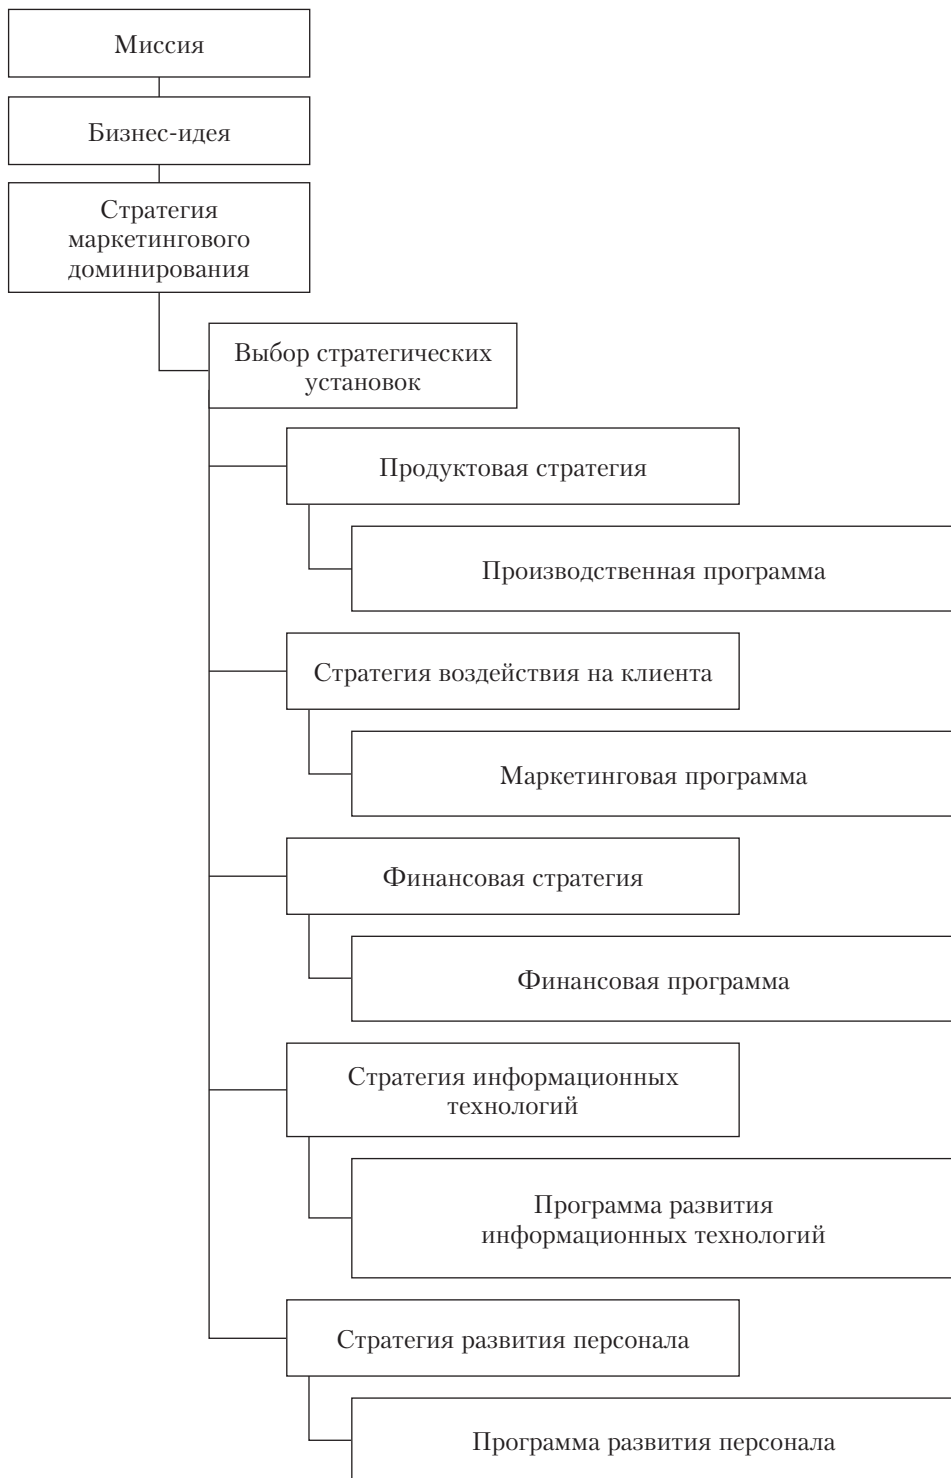 Миссия
Бизнес-идея
Стратегия
маркетингового
доминирования
Выбор стратегических
установок
Продуктовая стратегия
Производственная программа
Стратегия воздействия на клиента
Маркетинговая программа
Финансовая стратегия
Финансовая программа
Стратегия информационных
технологий
Программа развития
информационных технологий
Стратегия развития персонала
Программа развития персонала